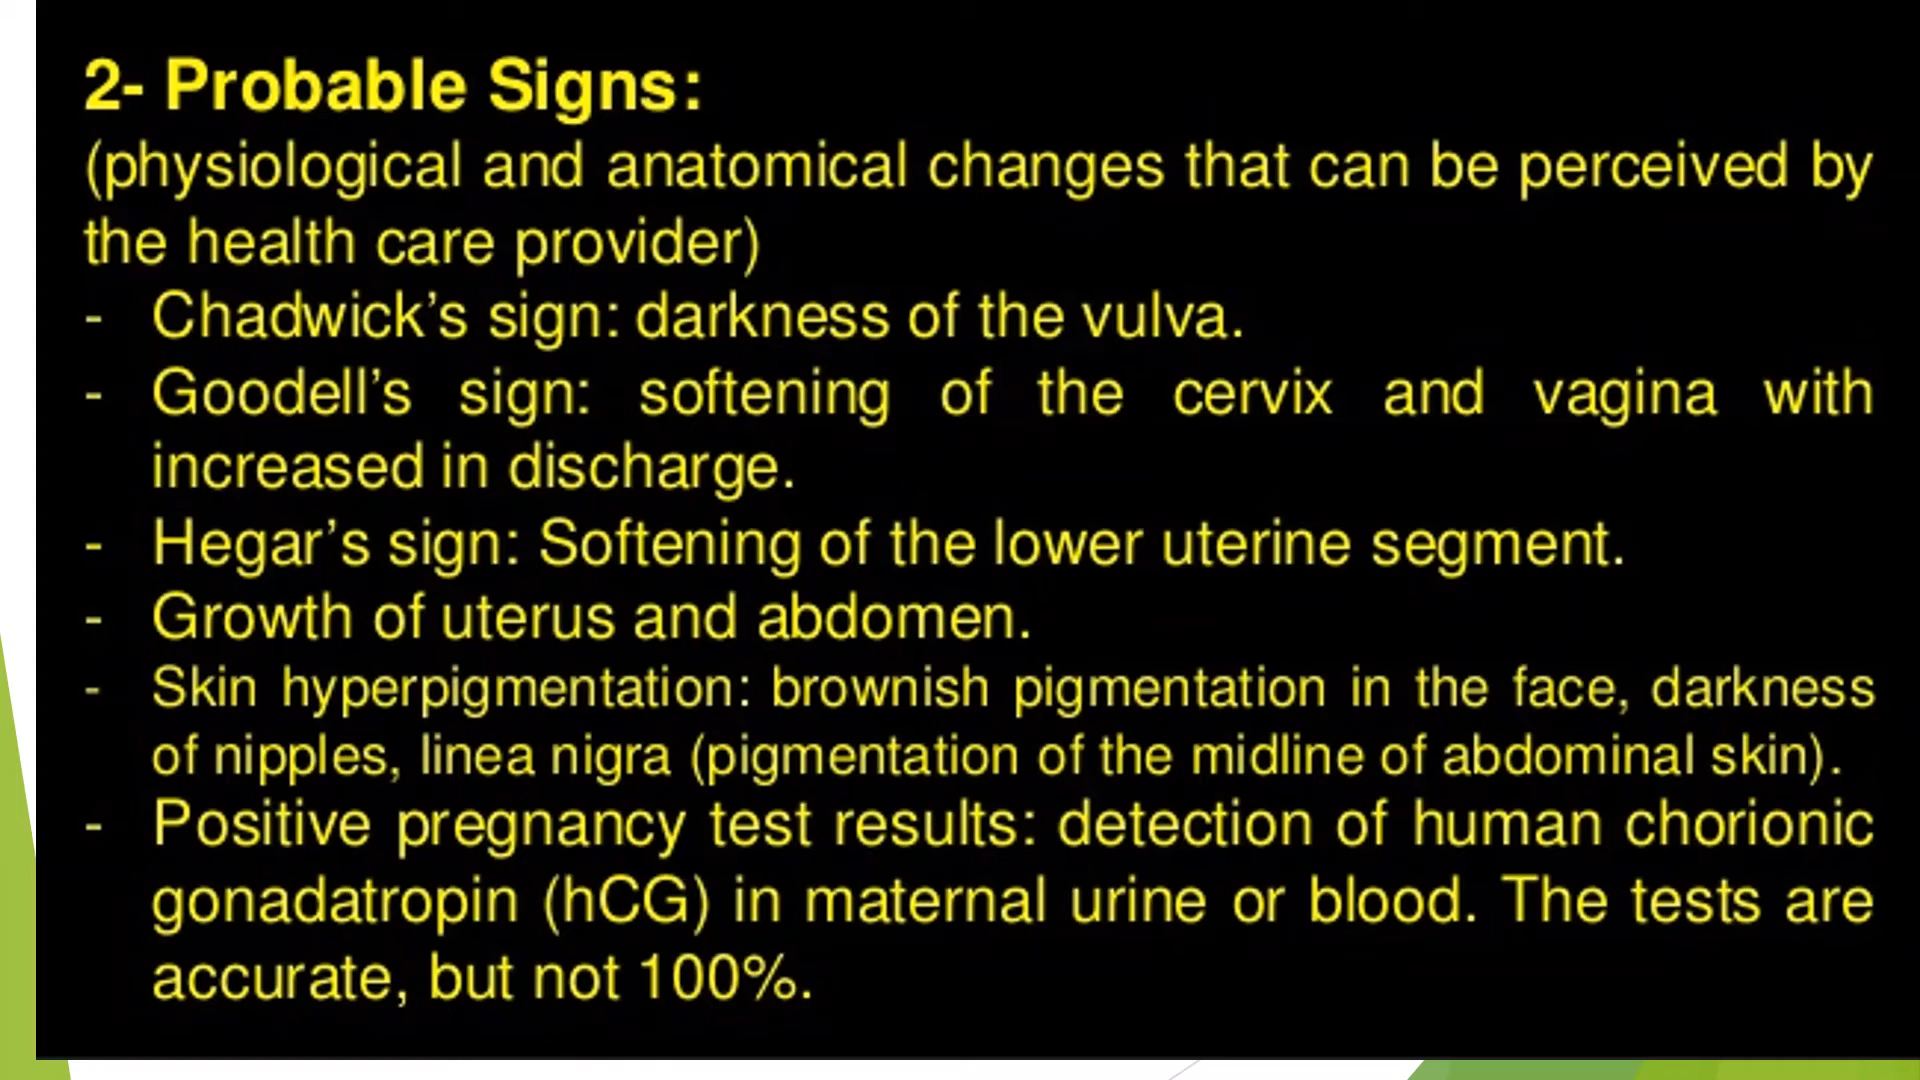 2- Probable Signs:
(physiological and anatomical changes that can be perceived by
the health care provider)
- Chadwick’s sign: darkness of the vulva.
- Goodell’s sign: softening of the cervix and vagina with
increased in discharge.
- Hegar’s sign: Softening of the lower uterine segment.
- Growth of uterus and abdomen.
- Skin hyperpigmentation: brownish pigmentation in the face, darkness
of nipples, linea nigra (pigmentation of the midline of abdominal skin).
- Positive pregnancy test results: detection of human chorionic
gonadatropin (hCG) in maternal urine or blood. The tests are
accurate, but not 100%.